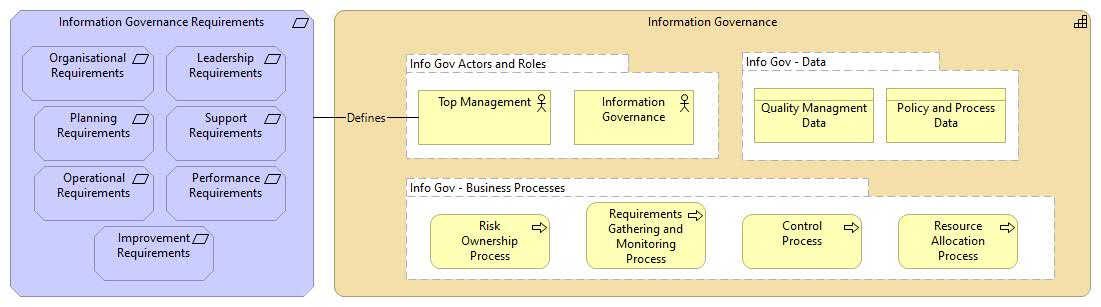 Information Governance Requirements
Organisational
Requirements
Leadership
Requirements
Planning
Requirements
Support
Requirements
Operational
Requirements
Performance
Requirements
Improvement
Requirements
Defines
Information Governance
Info Gov Actors and Roles
Top Management
Information
Governance
Info Gov - Data
Quality Managment
Data
Policy and Process
Data
Info Gov - Business Processes
Risk
Ownership
Process
Requirements
Gathering and
Monitoring
Process
Control
Process
Resource
Allocation
Process